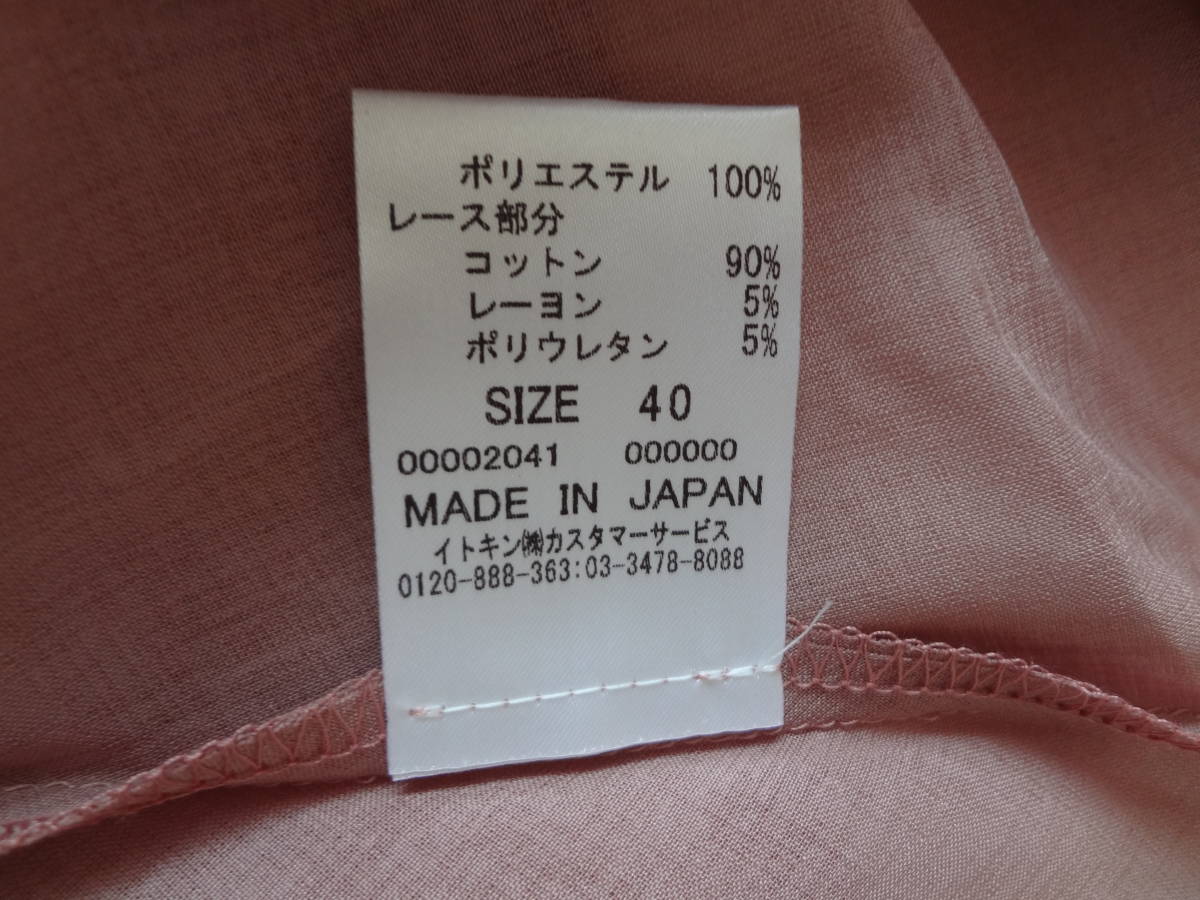 ポリエステル 100%
レース部分
コットン 90%
レーヨン 5%
ポリウレタン 5%
SIZE 40
00002041 000000
MADE IN JAPAN
イトキン㈱カスタマーサービス
0120-888-363:03-3478-8088